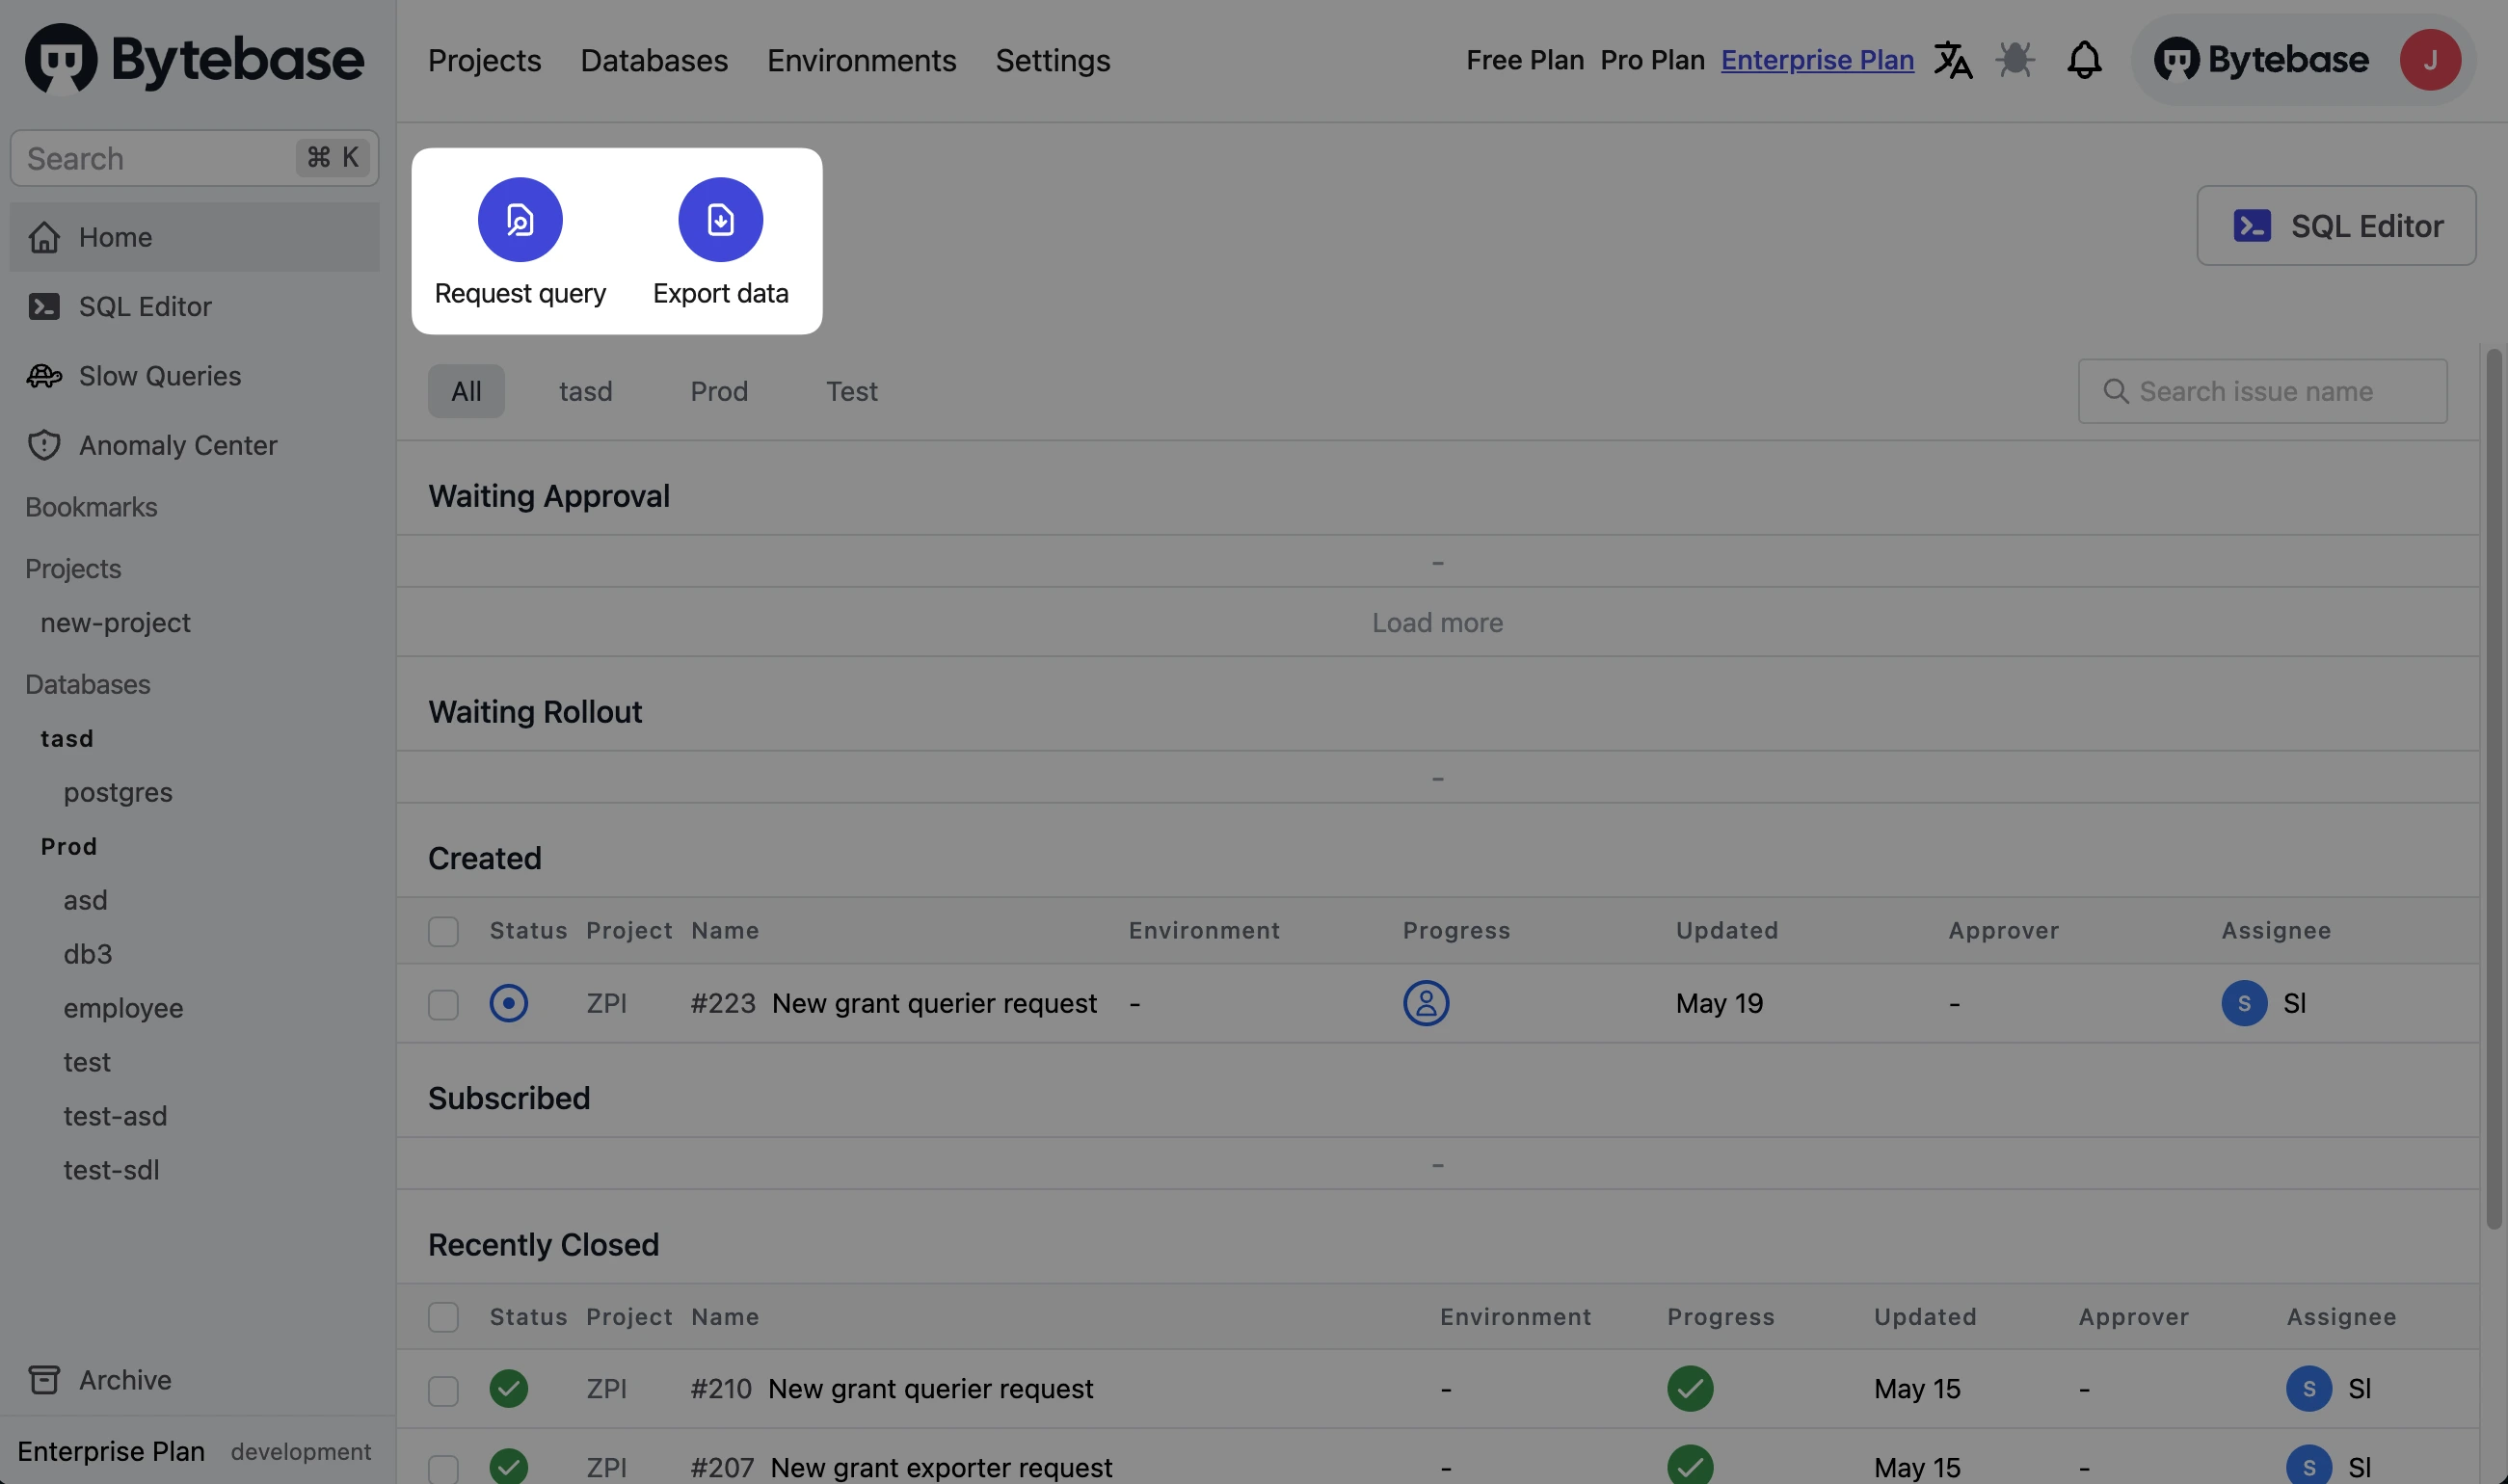 Bytebase
Projects Databases Environments Settings
Free Plan Pro Plan Enterprise Plan
Bytebase
J
Search ⌘ K
Home
SQL Editor
Slow Queries
Anomaly Center
Bookmarks
Projects
new-project
Databases
tasd
postgres
Prod
asd
db3
employee
test
test-asd
test-sdl
Archive
Enterprise Plan development
Request query Export data
SQL Editor
All tasd Prod Test
Search issue name
Waiting Approval
-
Load more
Waiting Rollout
-
Created
Status Project Name Environment Progress Updated Approver Assignee
ZPI #223 New grant querier request - May 19 - S Sl
Subscribed
-
Recently Closed
Status Project Name Environment Progress Updated Approver Assignee
ZPI #210 New grant querier request - May 15 - S Sl
ZPI #207 New grant exporter request - May 15 - S Sl